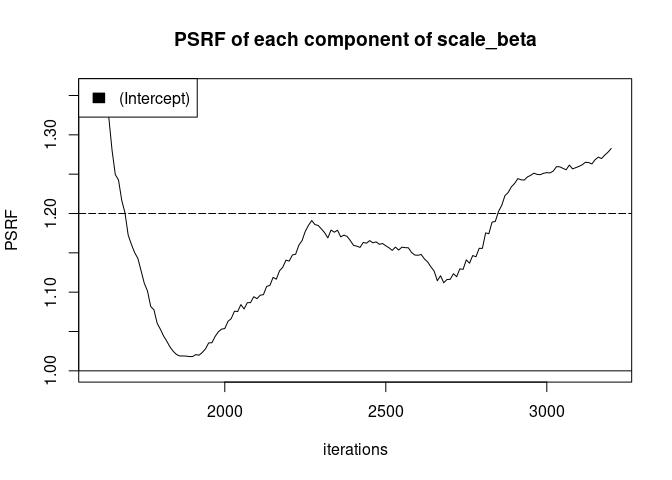 PSRF of each component of scale_beta
(Intercept)
PSRF
1.30
1.20
1.10
1.00
2000 2500 3000
iterations